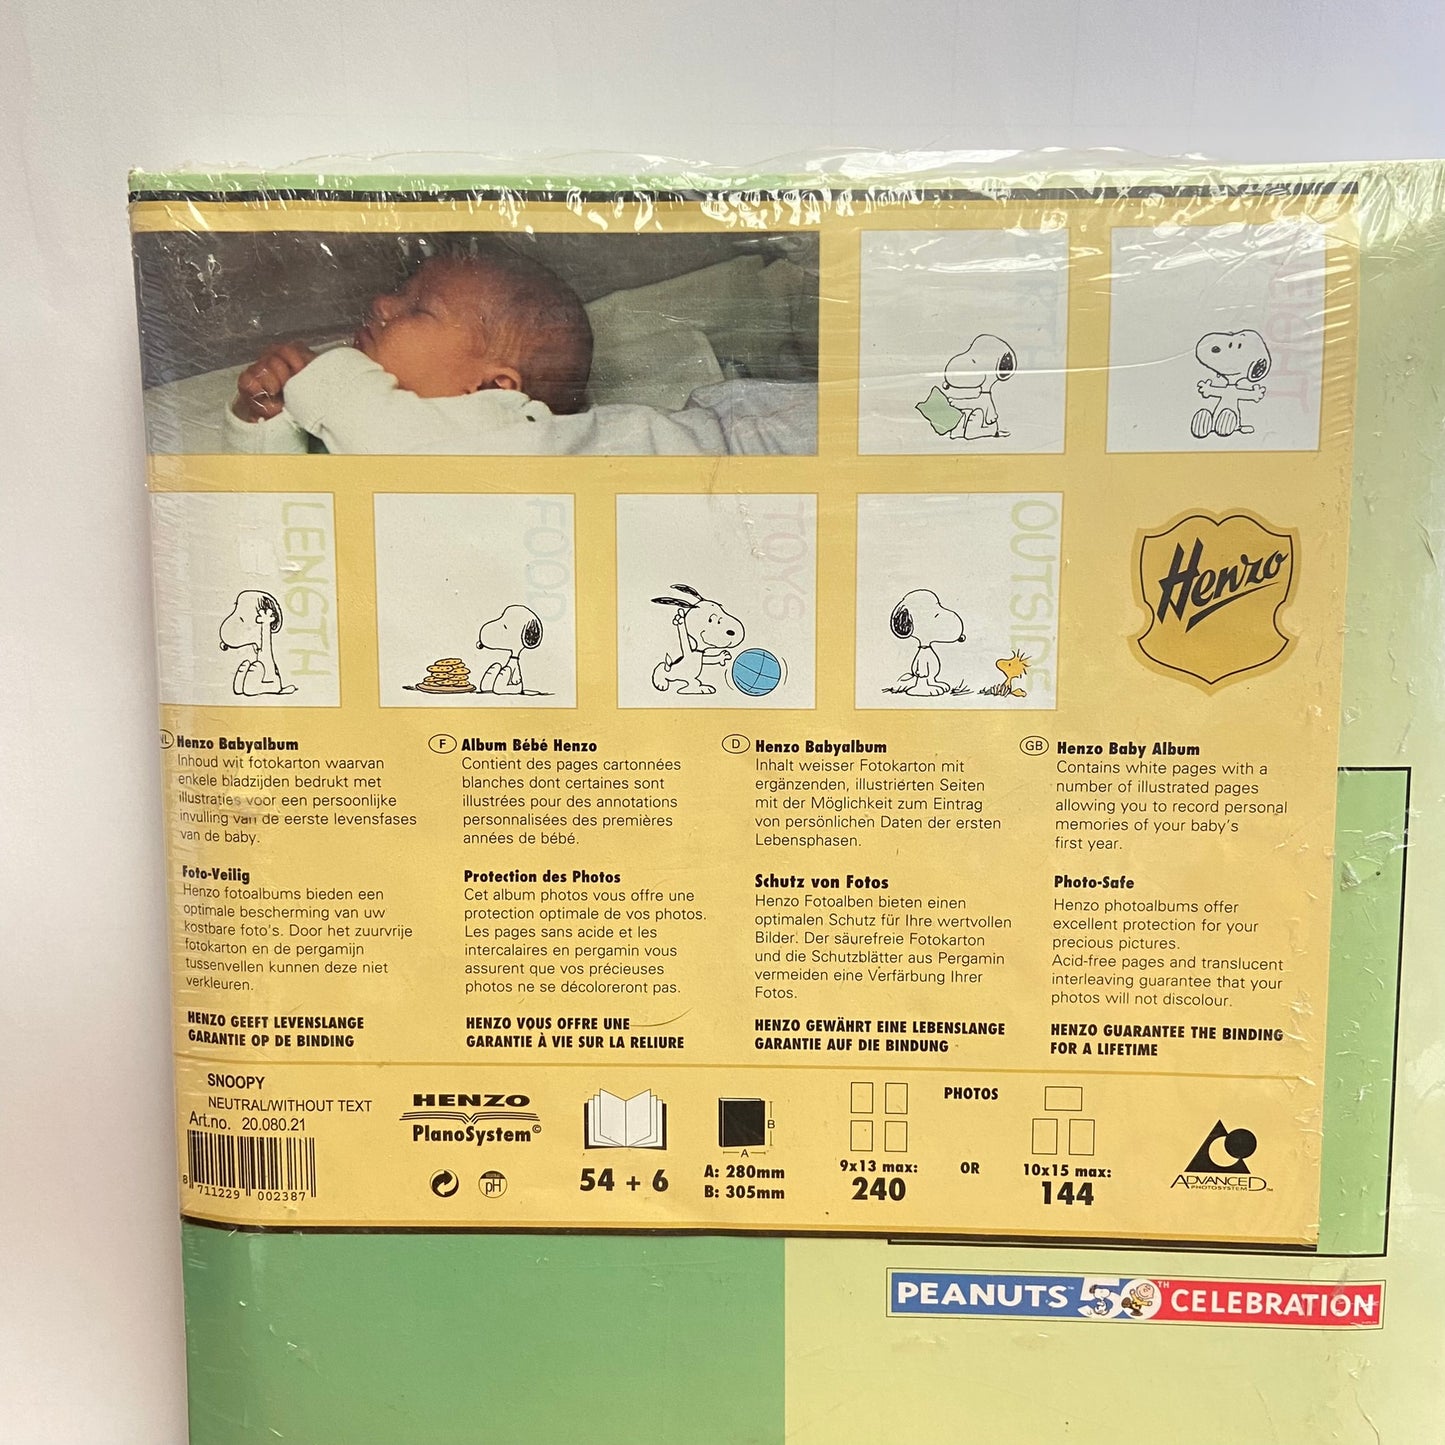 LENGTH
FOOD
TOYS
OUTSIDE
Henzo
NL Henzo Babyalbum
Inhoud wit fotokarton waarvan
enkele bladzijden bedrukt met
illustraties voor een persoonlijke
invulling van de eerste levensfases
van de baby.
Foto-Veilig
Henzo fotoalbums bieden een
optimale bescherming van uw
kostbare foto's. Door het zuurvrije
fotokarton en de pergamijn
tussenvellen kunnen deze niet
verkleuren.
HENZO GEEFT LEVENSLANGE
GARANTIE OP DE BINDING
F Album Bébé Henzo
Contient des pages cartonnées
blanches dont certaines sont
illustrées pour des annotations
personnalisées des premières
années de bébé.
Protection des Photos
Cet album photos vous offre une
protection optimale de vos photos.
Les pages sans acide et les
intercalaires en pergamin vous
assurent que vos précieuses
photos ne se décoloreront pas.
HENZO VOUS OFFRE UNE
GARANTIE À VIE SUR LA RELIURE
D Henzo Babyalbum
Inhalt weisser Fotokarton mit
ergänzenden, illustrierten Seiten
mit der Möglichkeit zum Eintrag
von persönlichen Daten der ersten
Lebensphasen.
Schutz von Fotos
Henzo Fotoalben bieten einen
optimalen Schutz für Ihre wertvollen
Bilder. Der säurefreie Fotokarton
und die Schutzblätter aus Pergamin
vermeiden eine Verfärbung Ihrer
Fotos.
HENZO GEWÄHRT EINE LEBENSLANGE
GARANTIE AUF DIE BINDUNG
GB Henzo Baby Album
Contains white pages with a
number of illustrated pages
allowing you to record personal
memories of your baby's
first year.
Photo-Safe
Henzo photoalbums offer
excellent protection for your
precious pictures.
Acid-free pages and translucent
interleaving guarantee that your
photos will not discolour.
HENZO GUARANTEE THE BINDING
FOR A LIFETIME
SNOOPY
NEUTRAL/WITHOUT TEXT
Art.no. 20.080.21
8 711229 002387
HENZO
PlanoSystem©
pH
54 + 6
A
B
A: 280mm
B: 305mm
PHOTOS
9x13 max:
240
OR
10x15 max:
144
ADVANCED
PHOTOSYSTEM™
PEANUTS™ 50TH CELEBRATION